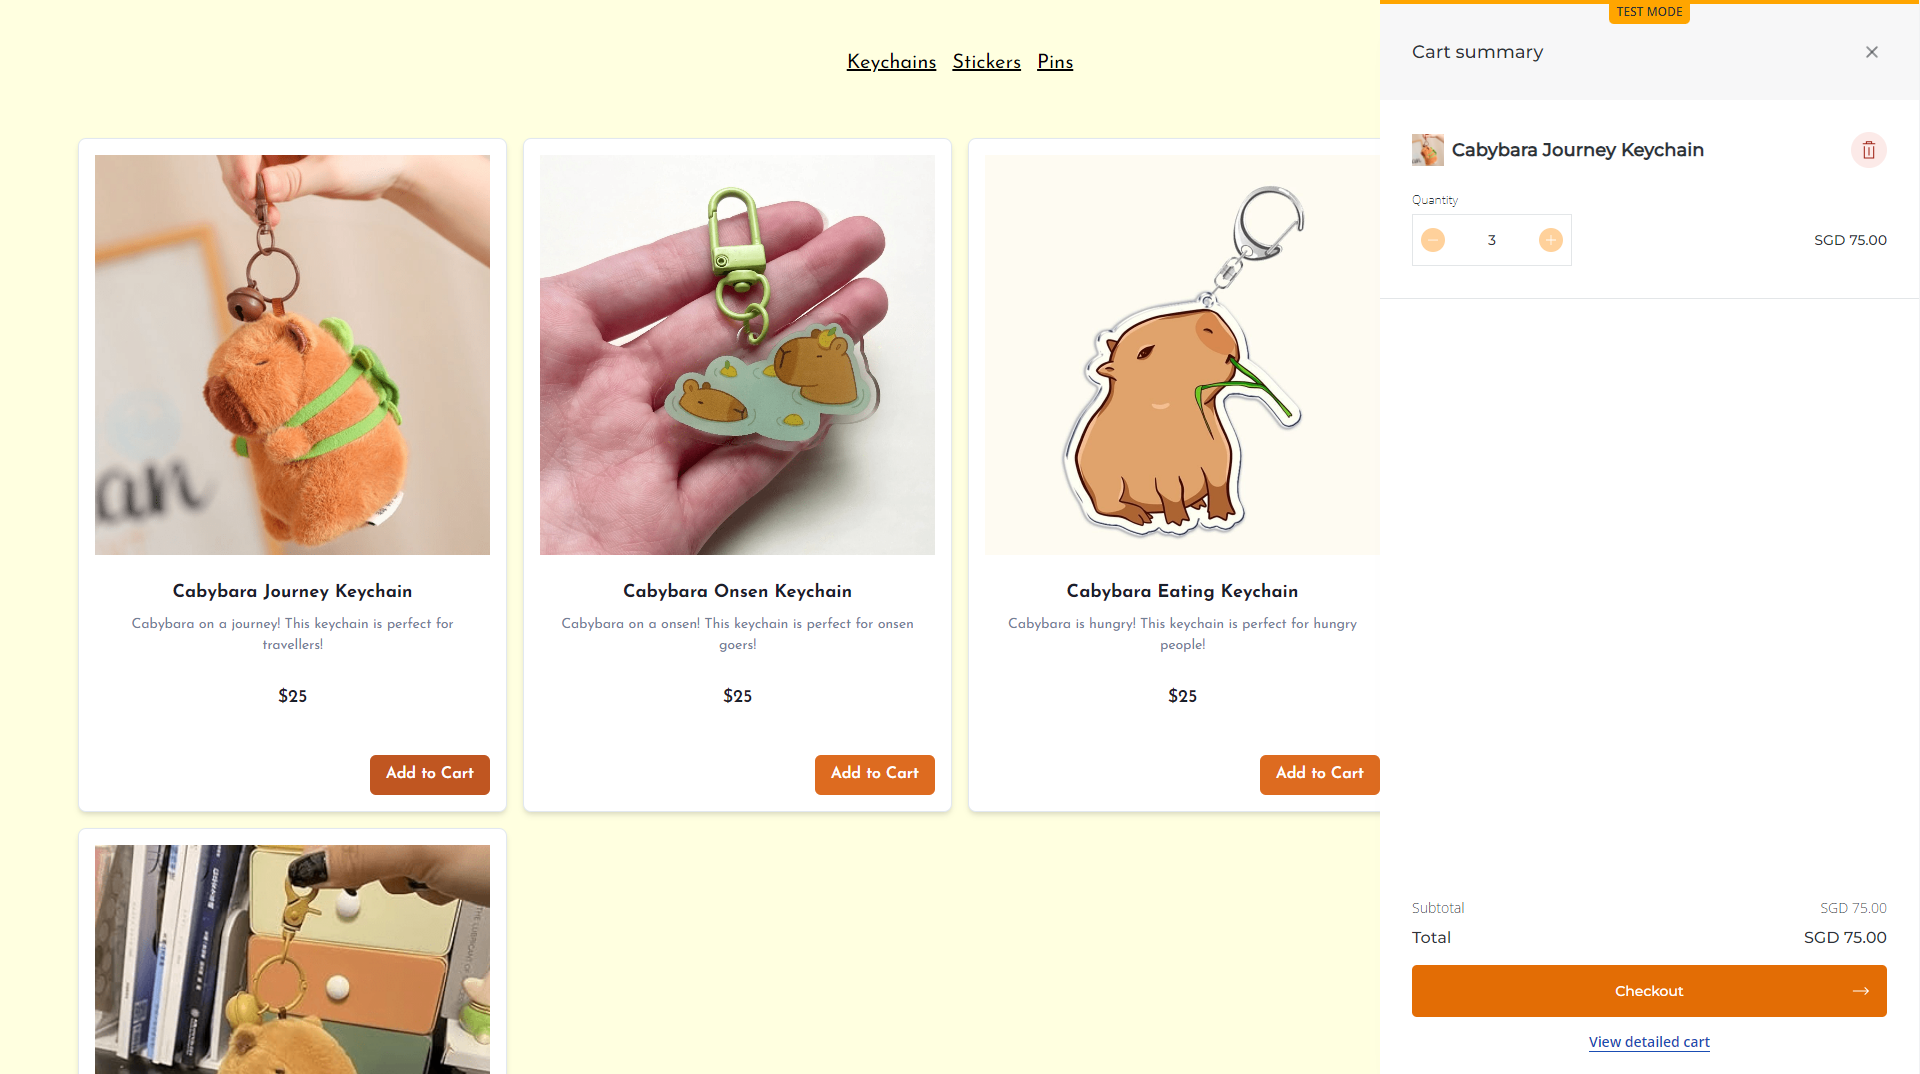 Keychains Stickers Pins
an
Cabybara Journey Keychain
Cabybara on a journey! This keychain is perfect for
travellers!
$25
Add to Cart
Cabybara Onsen Keychain
Cabybara on a onsen! This keychain is perfect for onsen
goers!
$25
Add to Cart
Cabybara Eating Keychain
Cabybara is hungry! This keychain is perfect for hungry
people!
$25
Add to Cart
TEST MODE
Cart summary
Cabybara Journey Keychain
Quantity
3
SGD 75.00
Subtotal
SGD 75.00
Total
SGD 75.00
Checkout
View detailed cart